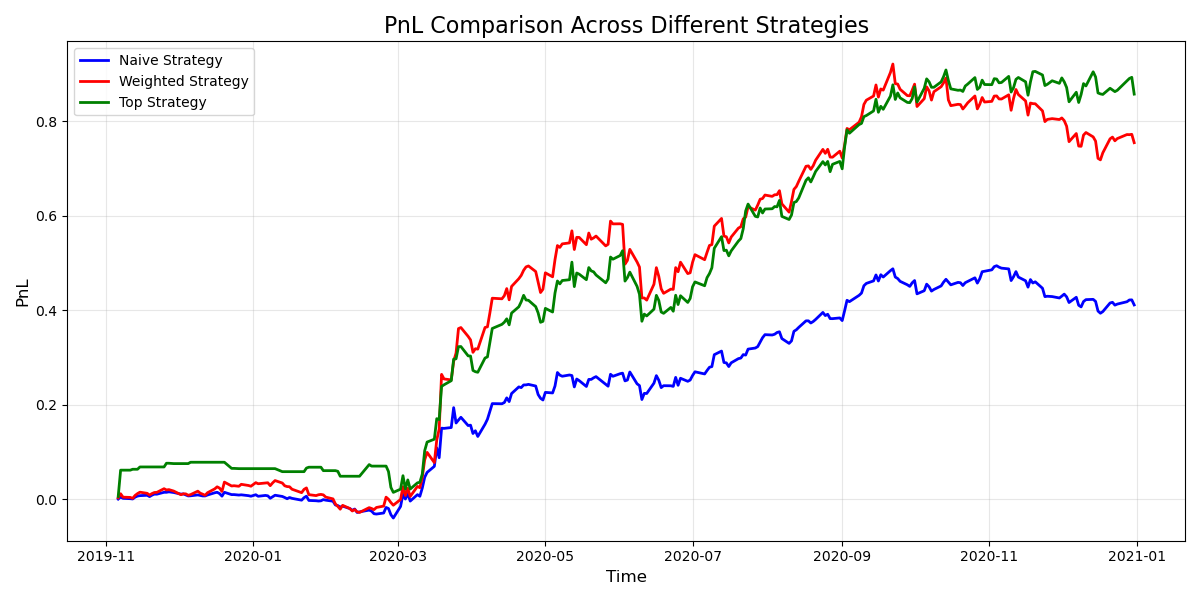 PnL Comparison Across Different Strategies
Naive Strategy
Weighted Strategy
Top Strategy
PnL
0.8
0.6
0.4
0.2
0.0
2019-11 2020-01 2020-03 2020-05 2020-07 2020-09 2020-11 2021-01
Time